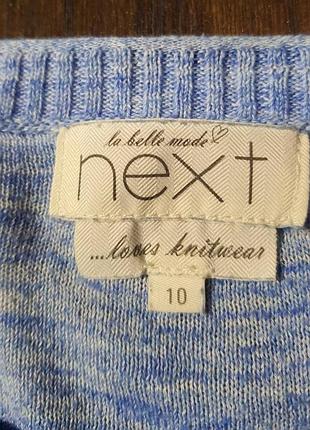 la belle mode♡
next
...loves knitwear
10